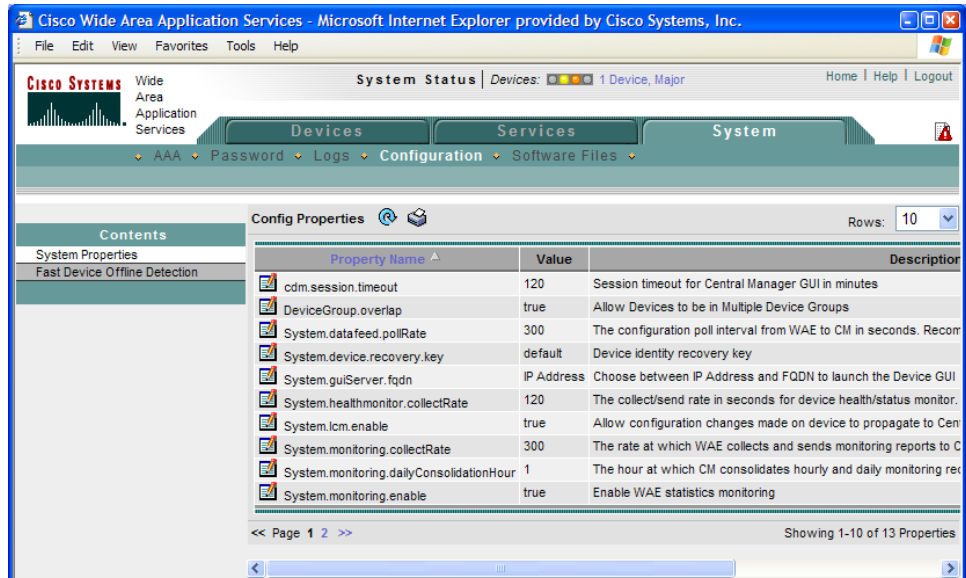 Cisco Wide Area Application Services - Microsoft Internet Explorer provided by Cisco Systems, Inc.
File Edit View Favorites Tools Help
CISCO SYSTEMS
Wide
Area
Application
Services
System Status Devices: 1 Device, Major
Home | Help | Logout
Devices Services System
AAA Password Logs Configuration Software Files
Contents
System Properties
Fast Device Offline Detection
Config Properties
Rows: 10
Property Name Value Description
cdm.session.timeout 120 Session timeout for Central Manager GUI in minutes
DeviceGroup.overlap true Allow Devices to be in Multiple Device Groups
System.datafeed.pollRate 300 The configuration poll interval from WAE to CM in seconds. Recom
System.device.recovery.key default Device identity recovery key
System.guiServer.fqdn IP Address Choose between IP Address and FQDN to launch the Device GUI
System.healthmonitor.collectRate 120 The collect/send rate in seconds for device health/status monitor.
System.lcm.enable true Allow configuration changes made on device to propagate to Cen
System.monitoring.collectRate 300 The rate at which WAE collects and sends monitoring reports to C
System.monitoring.dailyConsolidationHour 1 The hour at which CM consolidates hourly and daily monitoring rec
System.monitoring.enable true Enable WAE statistics monitoring
<< Page 1 2 >>
Showing 1-10 of 13 Properties